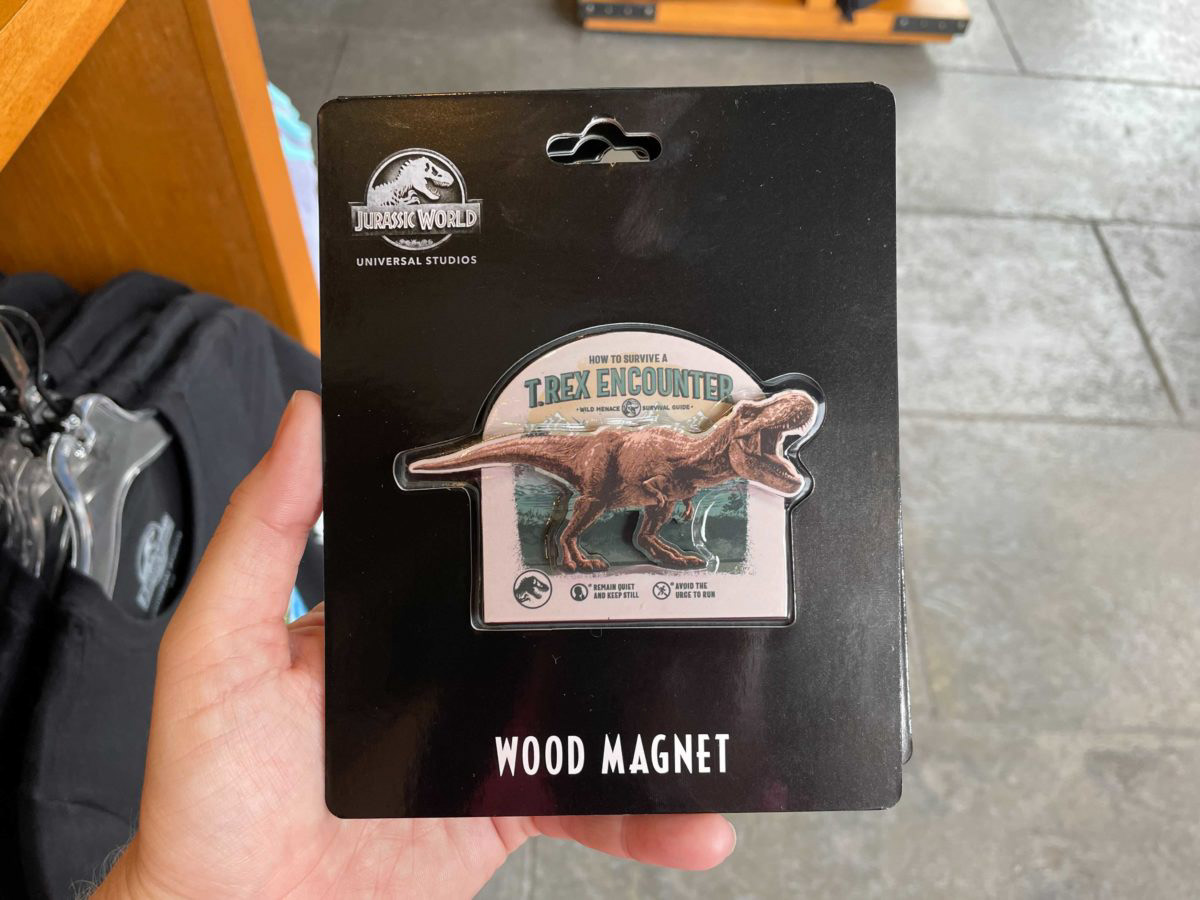 JURASSIC WORLD
UNIVERSAL STUDIOS
HOW TO SURVIVE A
T.REX ENCOUNTER
• WILD MENACE SURVIVAL GUIDE •
REMAIN QUIET
AND KEEP STILL
AVOID THE
URGE TO RUN
WOOD MAGNET